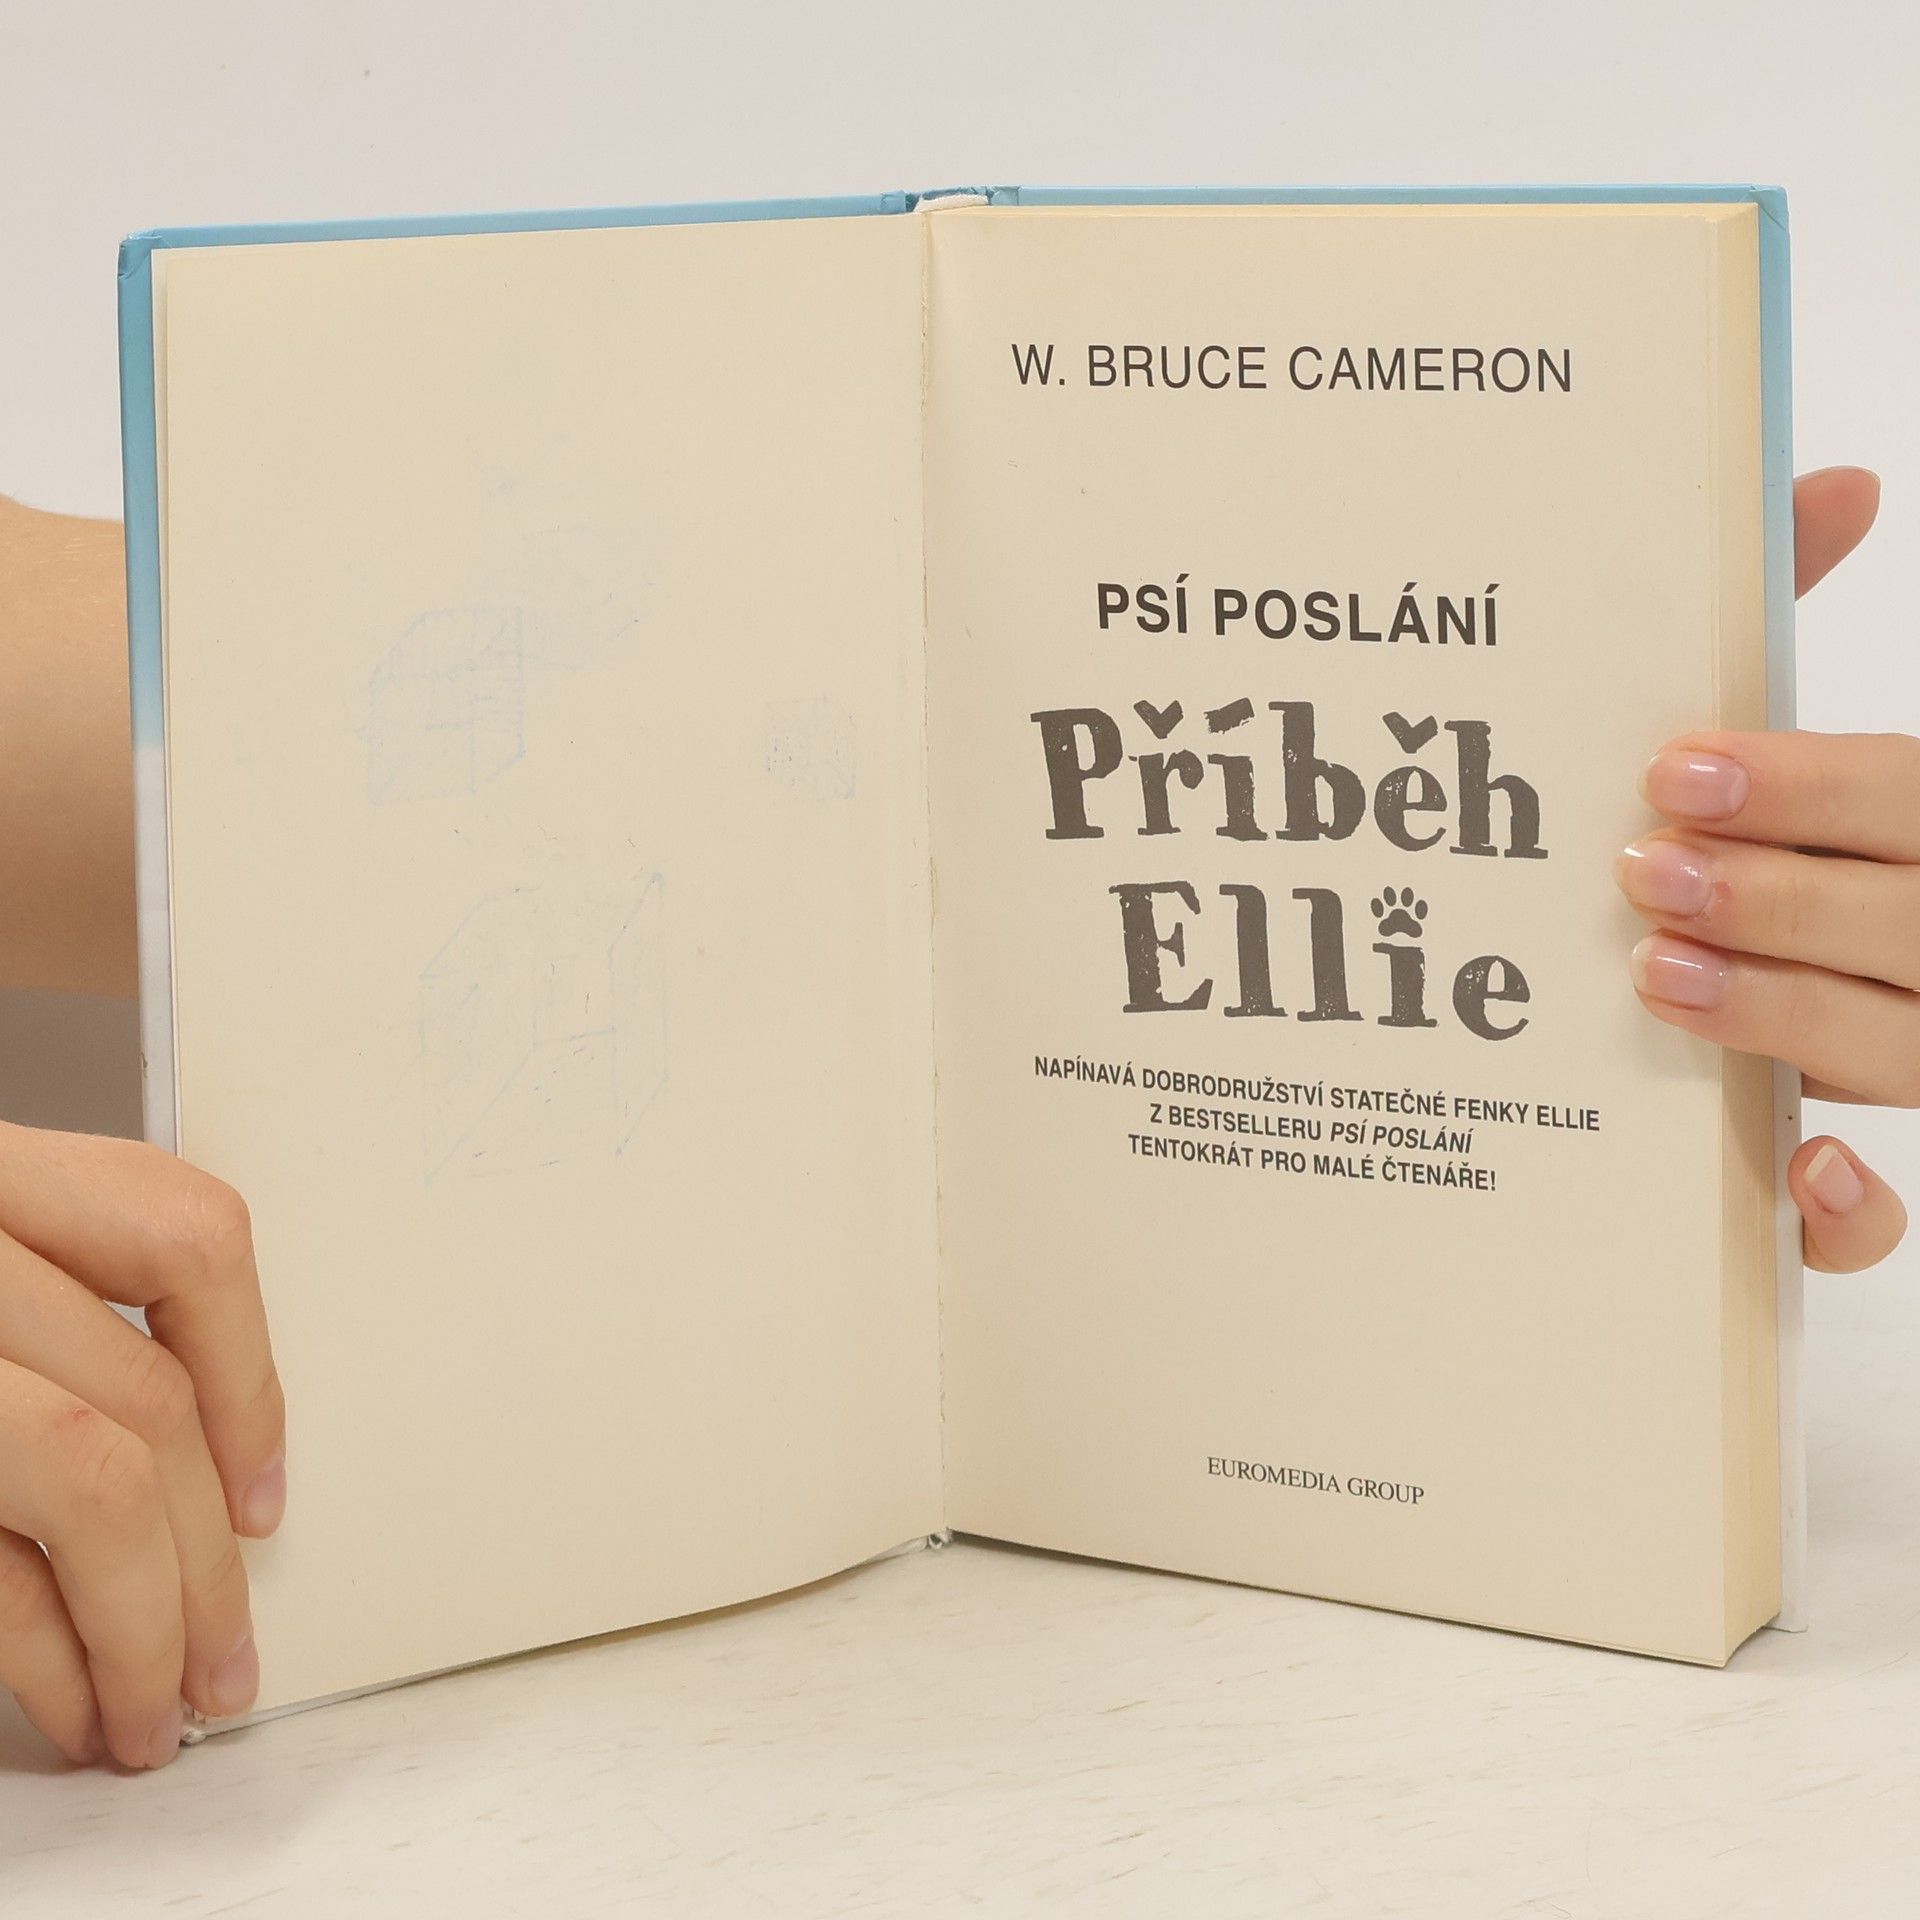 W. BRUCE CAMERON
PSÍ POSLÁNÍ
Příběh
Ellie
NAPÍNAVÁ DOBRODRUŽSTVÍ STATEČNÉ FENKY ELLIE
Z BESTSELLERU PSÍ POSLÁNÍ
TENTOKRÁT PRO MALÉ ČTENÁŘE!
EUROMEDIA GROUP